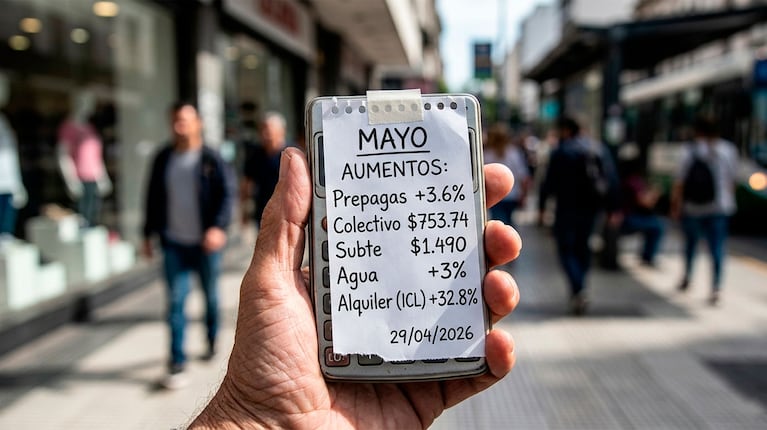 MAYO
AUMENTOS:
Prepagas +3.6%
Colectivo $753.74
Subte $1.490
Agua +3%
Alquiler (ICL) +32.8%
29/04/2026